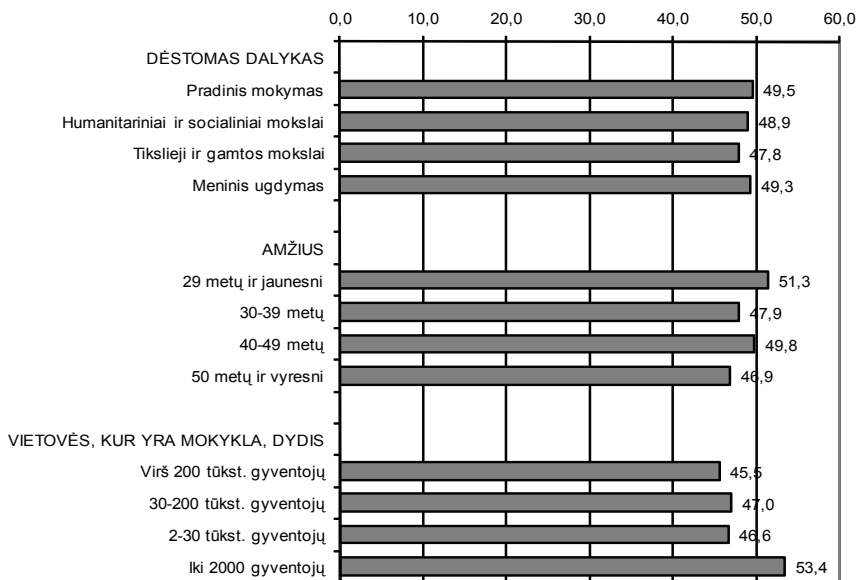 0,0 10,0 20,0 30,0 40,0 50,0 60,0
DĖSTOMAS DALYKAS
Pradinis mokymas 49,5
Humanitariniai ir socialiniai mokslai 48,9
Tikslieji ir gamtos mokslai 47,8
Meninis ugdymas 49,3
AMŽIUS
29 metų ir jaunesni 51,3
30-39 metų 47,9
40-49 metų 49,8
50 metų ir vyresni 46,9
VIETOVĖS, KUR YRA MOKYKLA, DYDIS
Virš 200 tūkst. gyventojų 45,5
30-200 tūkst. gyventojų 47,0
2-30 tūkst. gyventojų 46,6
Iki 2000 gyventojų 53,4